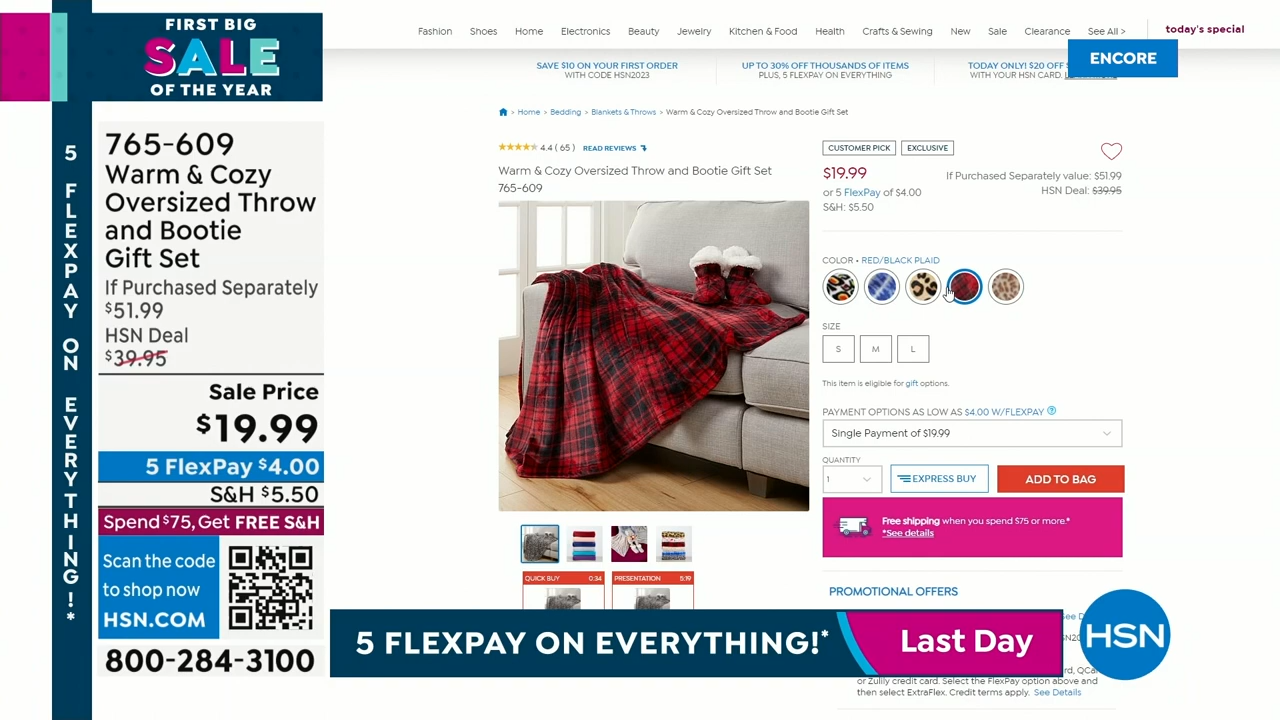 FIRST BIG
SALE
OF THE YEAR
5 FLEXPAY ON EVERYTHING!*
765-609
Warm & Cozy
Oversized Throw
and Bootie
Gift Set
If Purchased Separately
$51.99
HSN Deal
$39.95
Sale Price
$19.99
5 FlexPay $4.00
S&H $5.50
Spend $75, Get FREE S&H
Scan the code
to shop now
HSN.COM
800-284-3100
Fashion Shoes Home Electronics Beauty Jewelry Kitchen & Food Health Crafts & Sewing New Sale Clearance See All > today's special
ENCORE
SAVE $10 ON YOUR FIRST ORDER
WITH CODE HSN2023
UP TO 30% OFF THOUSANDS OF ITEMS
PLUS, 5 FLEXPAY ON EVERYTHING
TODAY ONLY! $20 OFF
WITH YOUR HSN CARD.
> Home > Bedding > Blankets & Throws > Warm & Cozy Oversized Throw and Bootie Gift Set
4.4 ( 65 ) READ REVIEWS
Warm & Cozy Oversized Throw and Bootie Gift Set
765-609
QUICK BUY 0:34
PRESENTATION 5:19
CUSTOMER PICK EXCLUSIVE
$19.99
If Purchased Separately value: $51.99
or 5 FlexPay of $4.00
HSN Deal: $39.95
S&H: $5.50
COLOR • RED/BLACK PLAID
SIZE
S M L
This item is eligible for gift options.
PAYMENT OPTIONS AS LOW AS $4.00 W/FLEXPAY ?
Single Payment of $19.99
QUANTITY
1 EXPRESS BUY ADD TO BAG
Free shipping when you spend $75 or more.*
*See details
PROMOTIONAL OFFERS
or Zulily credit card. Select the FlexPay option above and
then select ExtraFlex. Credit terms apply. See Details
5 FLEXPAY ON EVERYTHING!* Last Day
HSN